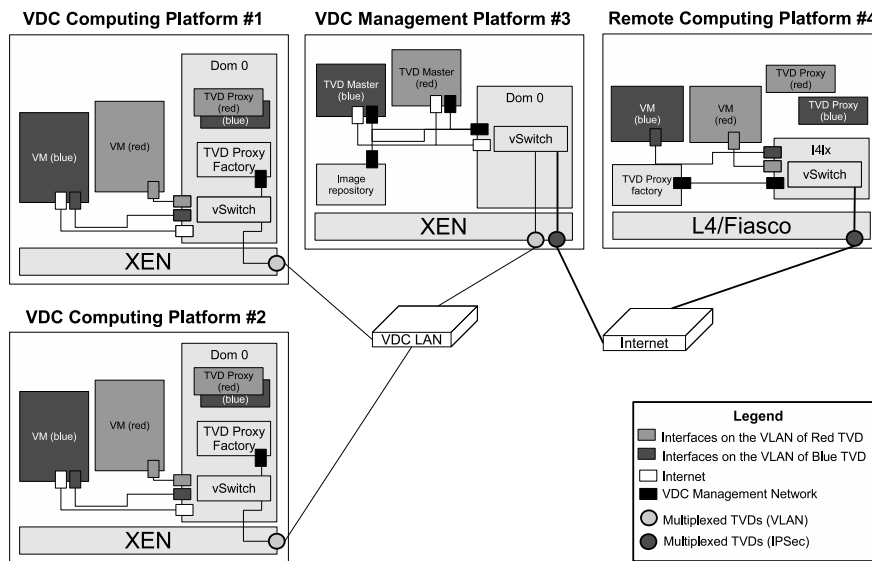 VDC Computing Platform #1
Dom 0
TVD Proxy
(red)
(blue)
VM (blue)
VM (red)
TVD Proxy
Factory
vSwitch
XEN
VDC Management Platform #3
TVD Master
(blue)
TVD Master
(red)
Dom 0
vSwitch
Image
repository
XEN
Remote Computing Platform #4
TVD Proxy
(red)
TVD Proxy
(blue)
VM
(blue)
VM
(red)
l4lx
vSwitch
TVD Proxy
factory
L4/Fiasco
VDC Computing Platform #2
Dom 0
TVD Proxy
(red)
(blue)
VM (blue)
VM (red)
TVD Proxy
Factory
vSwitch
XEN
VDC LAN
Internet
Legend
Interfaces on the VLAN of Red TVD
Interfaces on the VLAN of Blue TVD
Internet
VDC Management Network
Multiplexed TVDs (VLAN)
Multiplexed TVDs (IPSec)